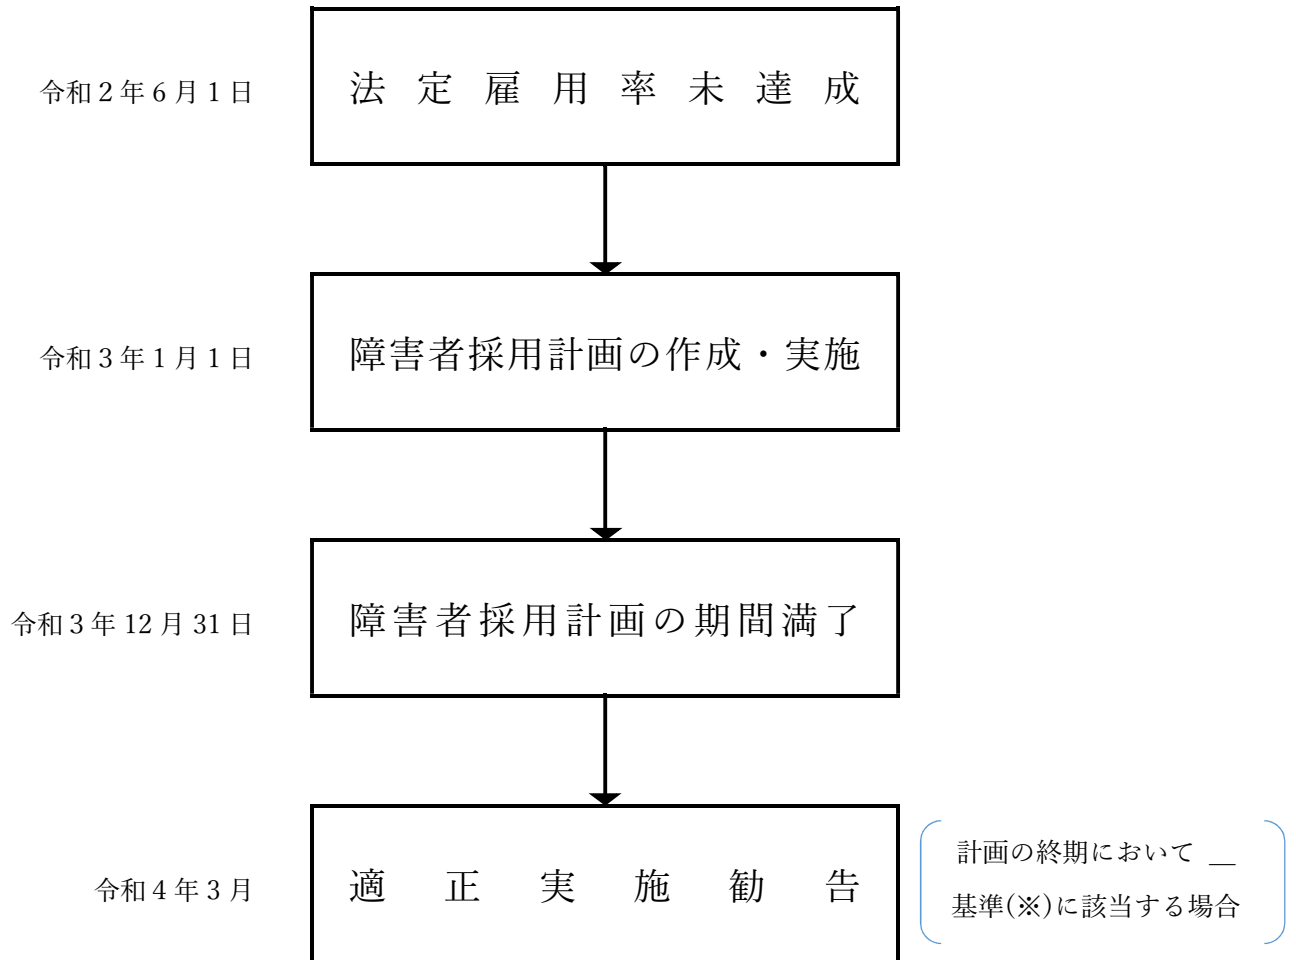 令和2年6月1日
法定雇用率未達成
令和3年1月1日
障害者採用計画の作成・実施
令和3年12月31日
障害者採用計画の期間満了
令和4年3月
適正実施勧告
計画の終期において ＿
基準(※)に該当する場合